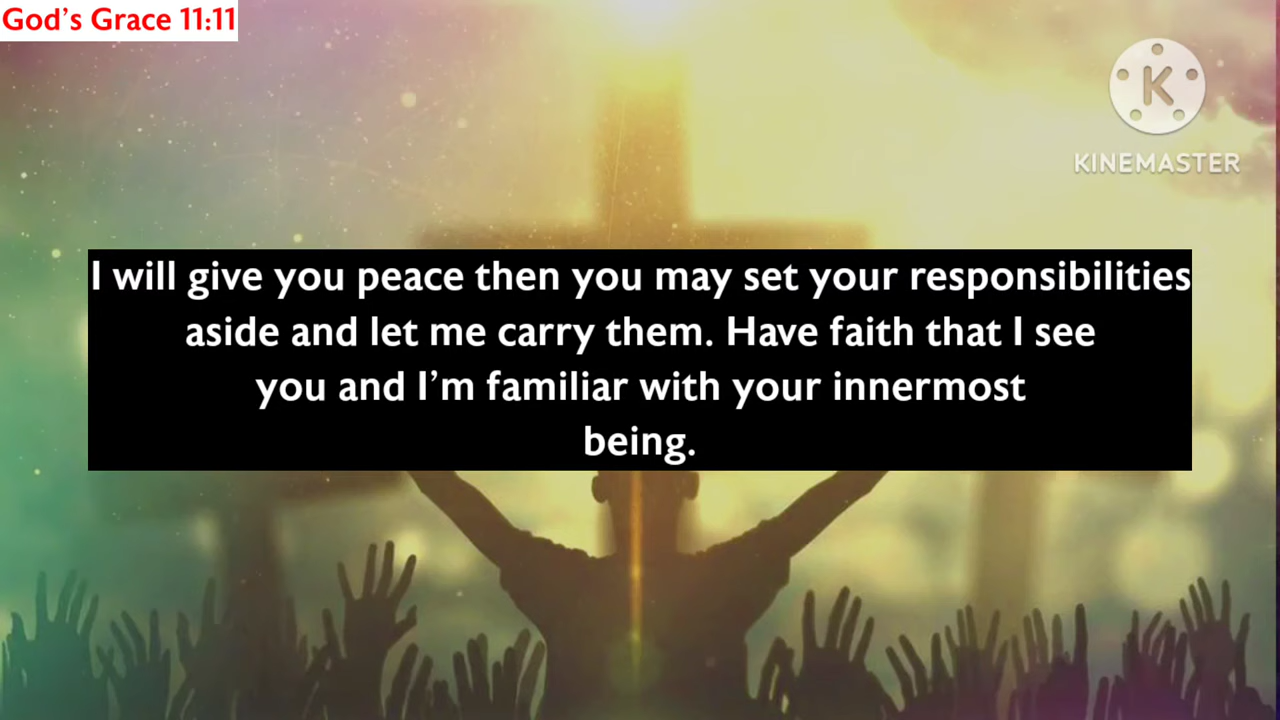 God's Grace 11:11
KINEMASTER
I will give you peace then you may set your responsibilities
aside and let me carry them. Have faith that I see
you and I'm familiar with your innermost
being.